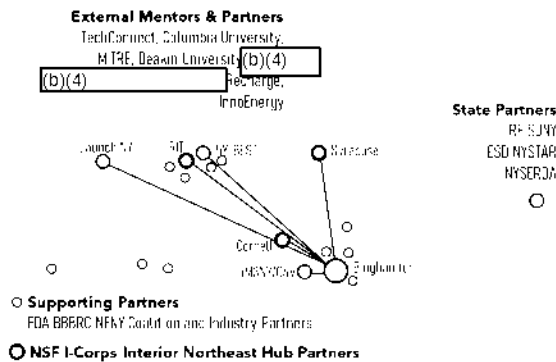 External Mentors & Partners
TechConnect, Columbia University,
MITRE, Deakin University (b)(4)
(b)(4) Recharge,
InnoEnergy
State Partners
RF SUNY
ESD NYSTAR
NYSERDA
Launch NY RIT NY-BEST Syracuse
Cornell
Binghamton
Supporting Partners
FDA BBBRC NENY Coalition and Industry Partners
NSF I-Corps Interior Northeast Hub Partners